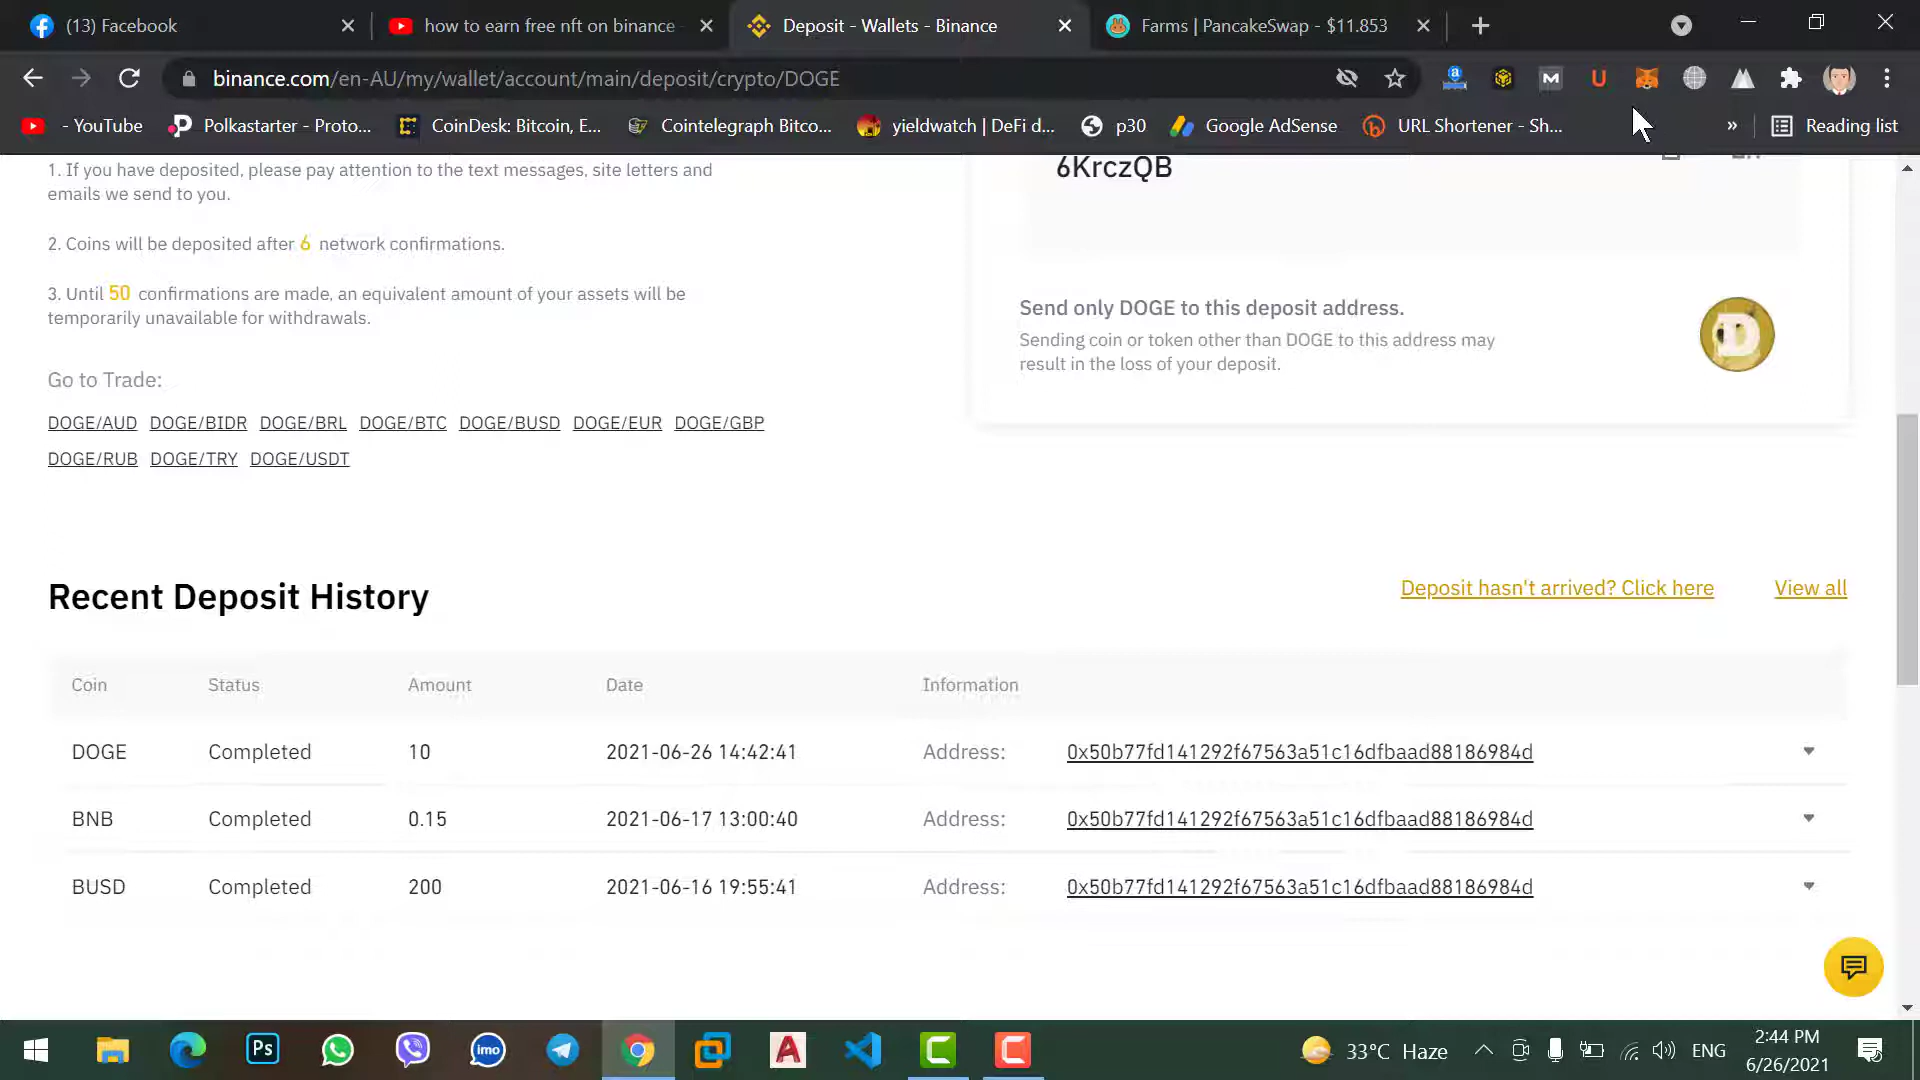 (13) Facebook
how to earn free nft on binance -
Deposit - Wallets - Binance
Farms | PancakeSwap - $11.853
binance.com/en-AU/my/wallet/account/main/deposit/crypto/DOGE
- YouTube
Polkastarter - Proto...
CoinDesk: Bitcoin, E...
Cointelegraph Bitco...
yieldwatch | DeFi d...
p30
Google AdSense
URL Shortener - Sh...
»
Reading list
1. If you have deposited, please pay attention to the text messages, site letters and
emails we send to you.
2. Coins will be deposited after 6 network confirmations.
3. Until 50 confirmations are made, an equivalent amount of your assets will be
temporarily unavailable for withdrawals.
Go to Trade:
DOGE/AUD DOGE/BIDR DOGE/BRL DOGE/BTC DOGE/BUSD DOGE/EUR DOGE/GBP
DOGE/RUB DOGE/TRY DOGE/USDT
6KrczQB
Send only DOGE to this deposit address.
Sending coin or token other than DOGE to this address may
result in the loss of your deposit.
Recent Deposit History
Deposit hasn't arrived? Click here
View all
Coin Status Amount Date Information
DOGE Completed 10 2021-06-26 14:42:41 Address: 0x50b77fd141292f67563a51c16dfbaad88186984d
BNB Completed 0.15 2021-06-17 13:00:40 Address: 0x50b77fd141292f67563a51c16dfbaad88186984d
BUSD Completed 200 2021-06-16 19:55:41 Address: 0x50b77fd141292f67563a51c16dfbaad88186984d
Ps
imo
33°C Haze
ENG
2:44 PM
6/26/2021